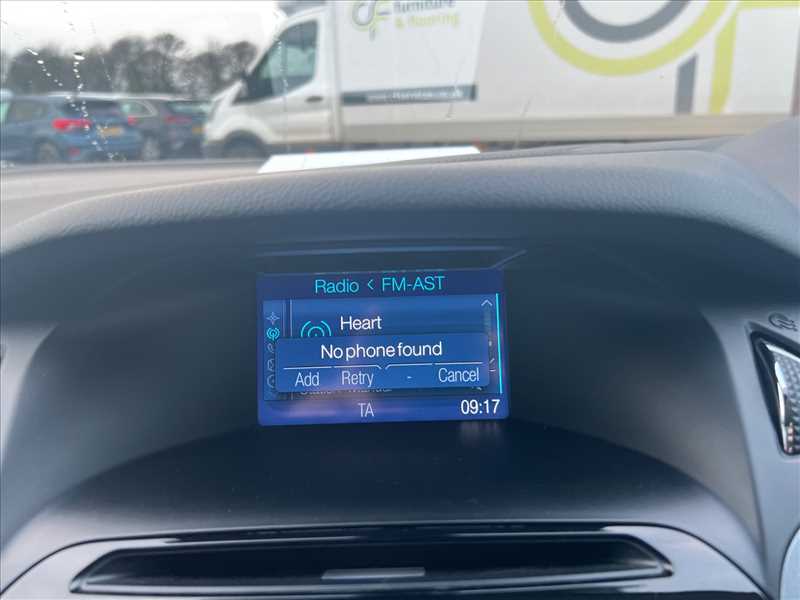 furniture
& flooring
Radio < FM-AST
Heart
No phone found
Add Retry - Cancel
TA 09:17